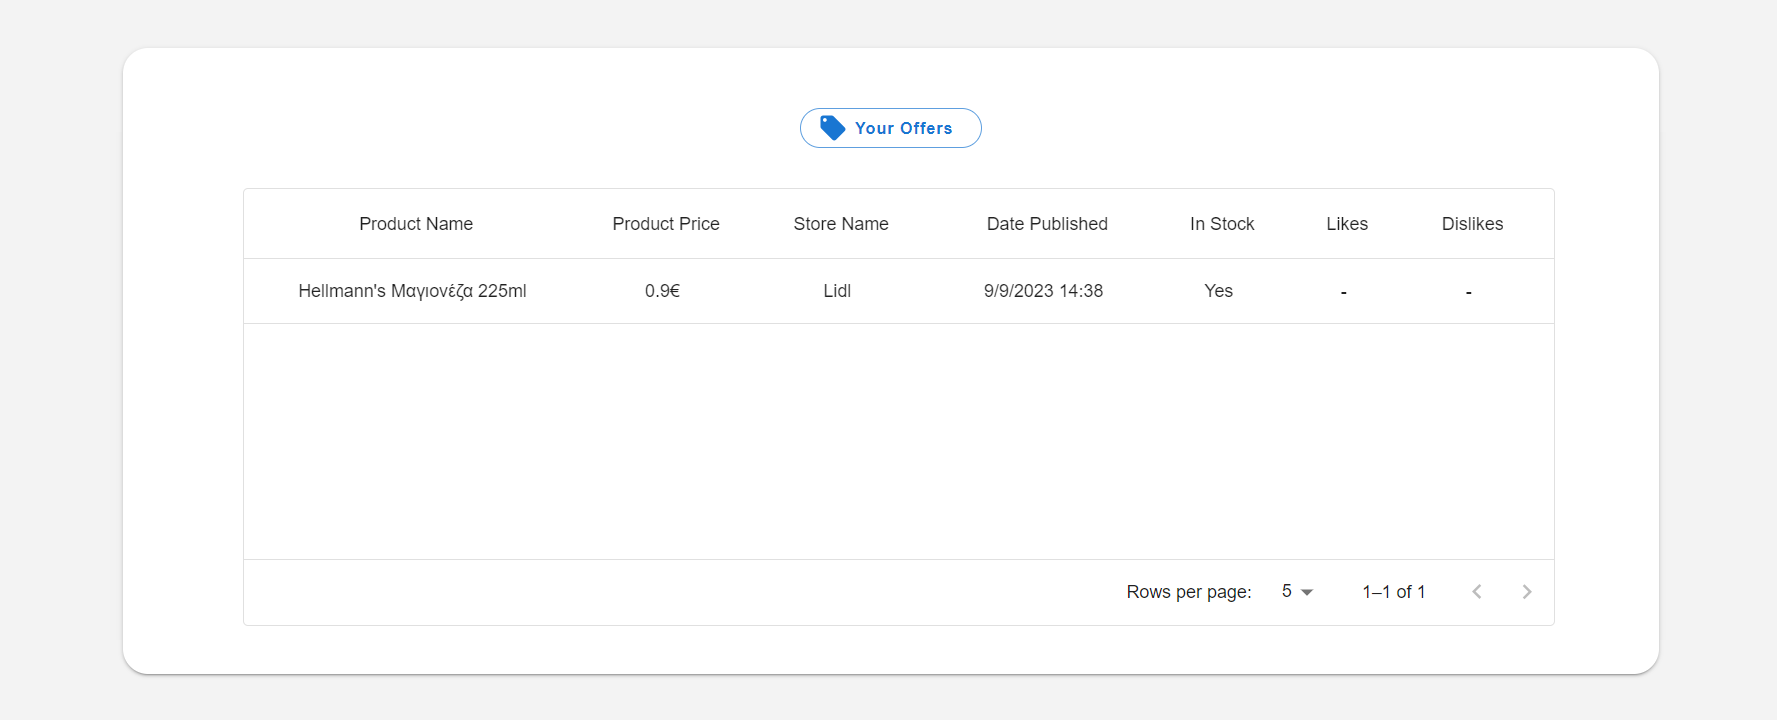 Your Offers
Product Name Product Price Store Name Date Published In Stock Likes Dislikes
Hellmann's Μαγιονέζα 225ml 0.9€ Lidl 9/9/2023 14:38 Yes - -
Rows per page: 5 1–1 of 1